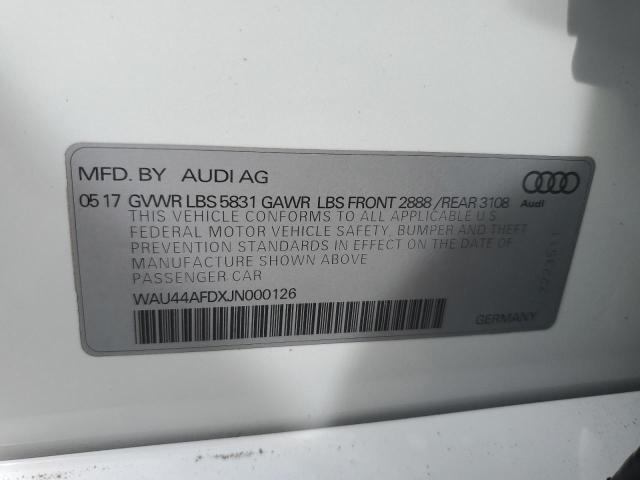 MFD. BY AUDI AG
05 17 GVWR LBS 5831 GAWR LBS FRONT 2888 /REAR 3108
Audi
THIS VEHICLE CONFORMS TO ALL APPLICABLE U.S
FEDERAL MOTOR VEHICLE SAFETY, BUMPER AND THEFT
PREVENTION STANDARDS IN EFFECT ON THE DATE OF
MANUFACTURE SHOWN ABOVE
PASSENGER CAR
WAU44AFDXJN000126
GERMANY